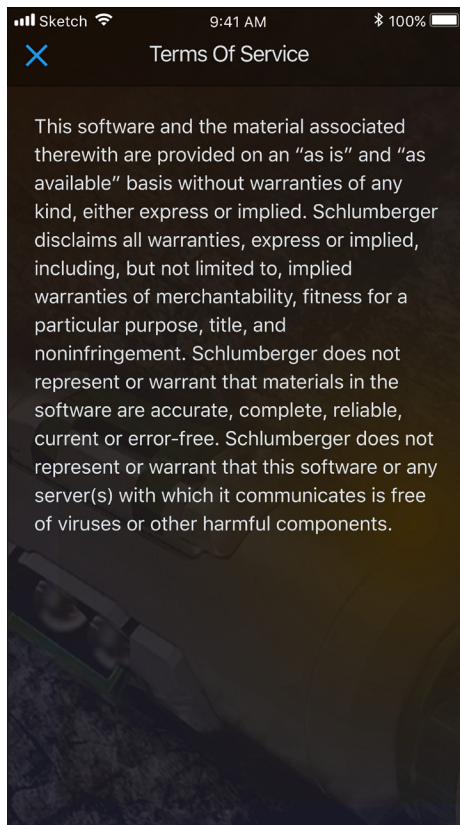 Sketch 9:41 AM 100%
Terms Of Service
This software and the material associated
therewith are provided on an “as is” and “as
available” basis without warranties of any
kind, either express or implied. Schlumberger
disclaims all warranties, express or implied,
including, but not limited to, implied
warranties of merchantability, fitness for a
particular purpose, title, and
noninfringement. Schlumberger does not
represent or warrant that materials in the
software are accurate, complete, reliable,
current or error-free. Schlumberger does not
represent or warrant that this software or any
server(s) with which it communicates is free
of viruses or other harmful components.